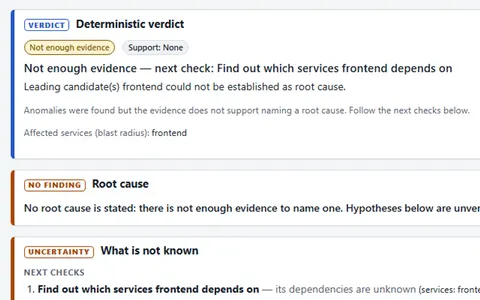 VERDICT Deterministic verdict
Not enough evidence Support: None
Not enough evidence — next check: Find out which services frontend depends on
Leading candidate(s) frontend could not be established as root cause.
Anomalies were found but the evidence does not support naming a root cause. Follow the next checks below.
Affected services (blast radius): frontend
NO FINDING Root cause
No root cause is stated: there is not enough evidence to name one. Hypotheses below are
UNCERTAINTY What is not known
NEXT CHECKS
1. Find out which services frontend depends on — its dependencies are unknown (services: